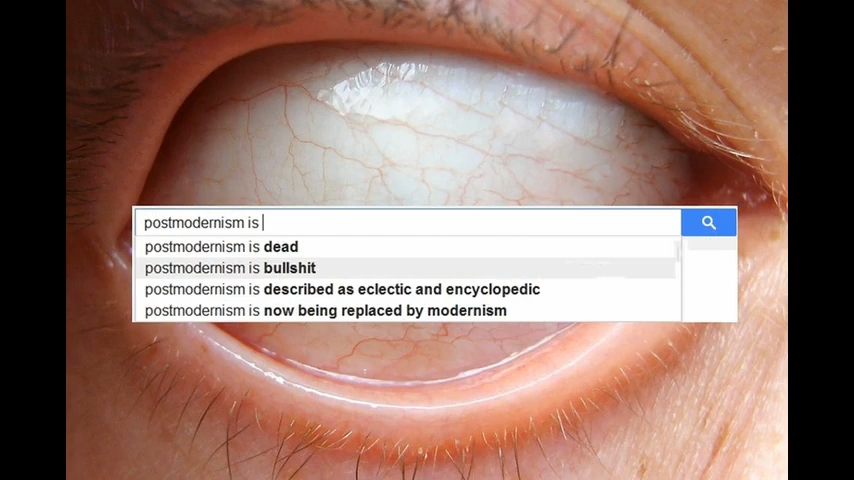 postmodernism is
postmodernism is dead
postmodernism is bullshit
postmodernism is described as eclectic and encyclopedic
postmodernism is now being replaced by modernism